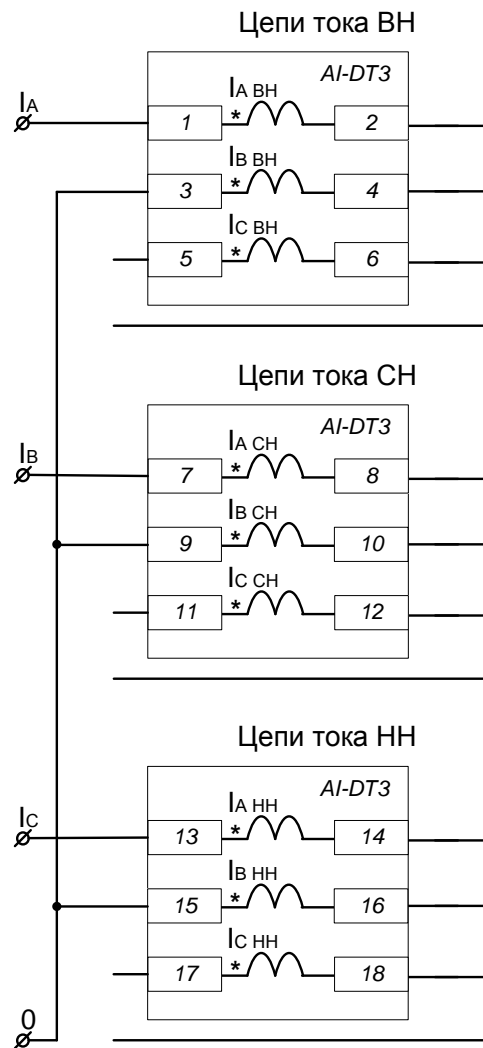 Цепи тока ВН
AI-DT3
IA
IA ВН
1 * 2
IB ВН
3 * 4
IC ВН
5 * 6
Цепи тока СН
AI-DT3
IB
IA СН
7 * 8
IB СН
9 * 10
IC СН
11 * 12
Цепи тока НН
AI-DT3
IC
IA НН
13 * 14
IB НН
15 * 16
IC НН
17 * 18
0